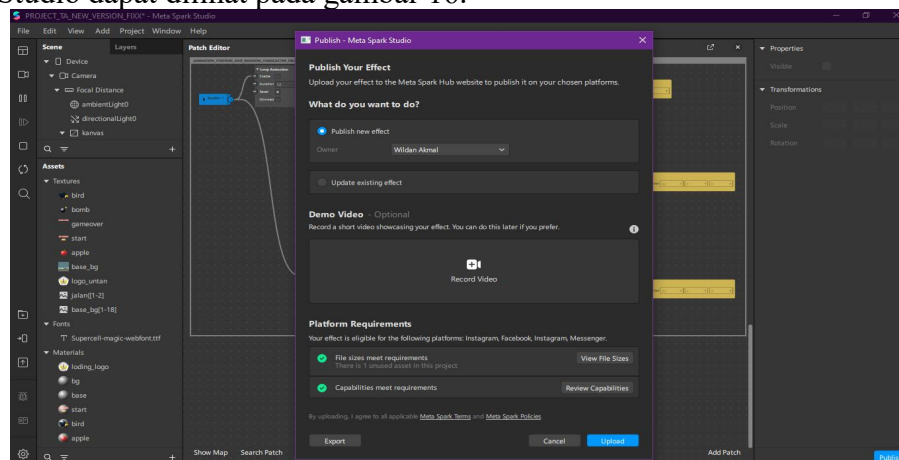 Studio dapat dilihat pada gambar 16.
PROJECT_TA_NEW_VERSION_FIXX* - Meta Spark Studio
File Edit View Add Project Window Help
Scene Layers
Device
Camera
Focal Distance
ambientLight0
directionalLight0
kanvas
Assets
Textures
bird
bomb
gameover
start
apple
base_bg
logo_untan
jalan([1-2]
base_bg[1-18]
Fonts
Supercell-magic-webfont.ttf
Materials
loding_logo
bg
base
start
bird
apple
Patch Editor
Loop Animation
Show Map Search Patch
Add Patch
Publish - Meta Spark Studio
Publish Your Effect
Upload your effect to the Meta Spark Hub website to publish it on your chosen platforms.
What do you want to do?
Publish new effect
Owner Wildan Akmal
Update existing effect
Demo Video - Optional
Record a short video showcasing your effect. You can do this later if you prefer.
Record Video
Platform Requirements
Your effect is eligible for the following platforms: Instagram, Facebook, Instagram, Messenger.
File sizes meet requirements View File Sizes
There is 1 unused asset in this project
Capabilities meet requirements Review Capabilities
By uploading, I agree to all applicable Meta Spark Terms and Meta Spark Policies
Export Cancel Upload
Properties
Visible
Transformations
Position
Scale
Rotation
Publis